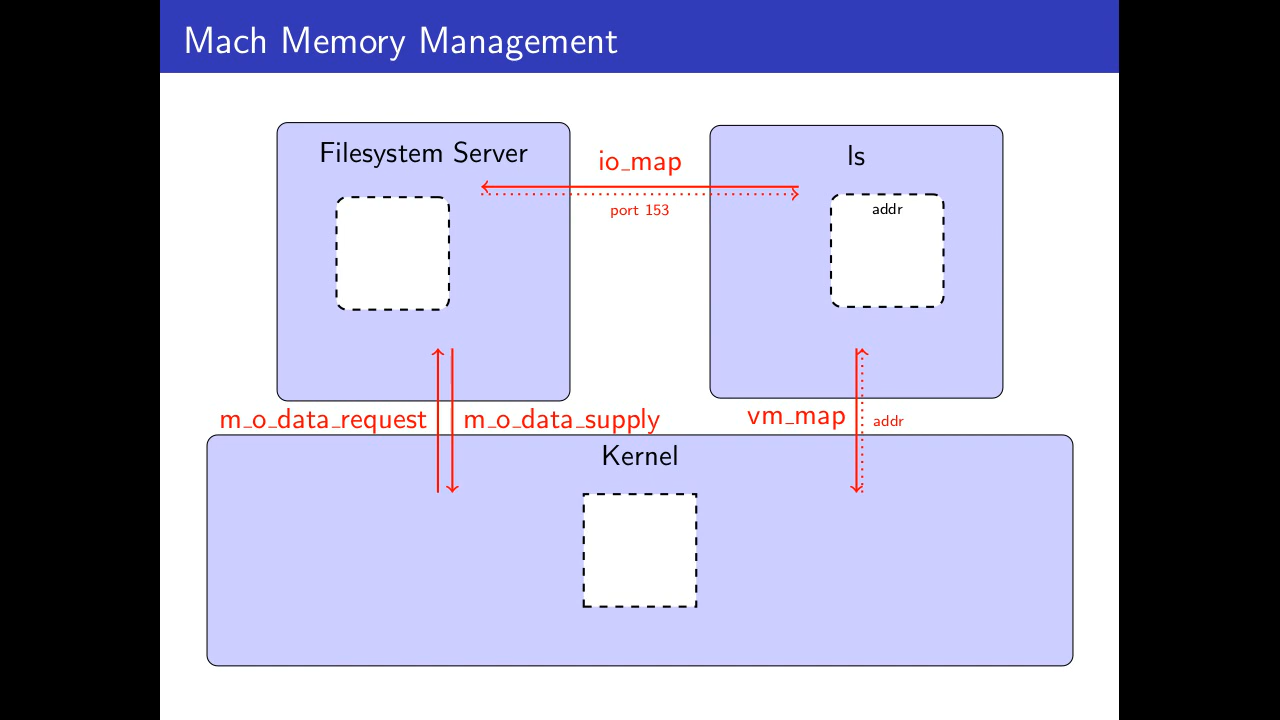 Mach Memory Management
Filesystem Server
io_map
ls
port 153
addr
m_o_data_request
m_o_data_supply
vm_map
addr
Kernel